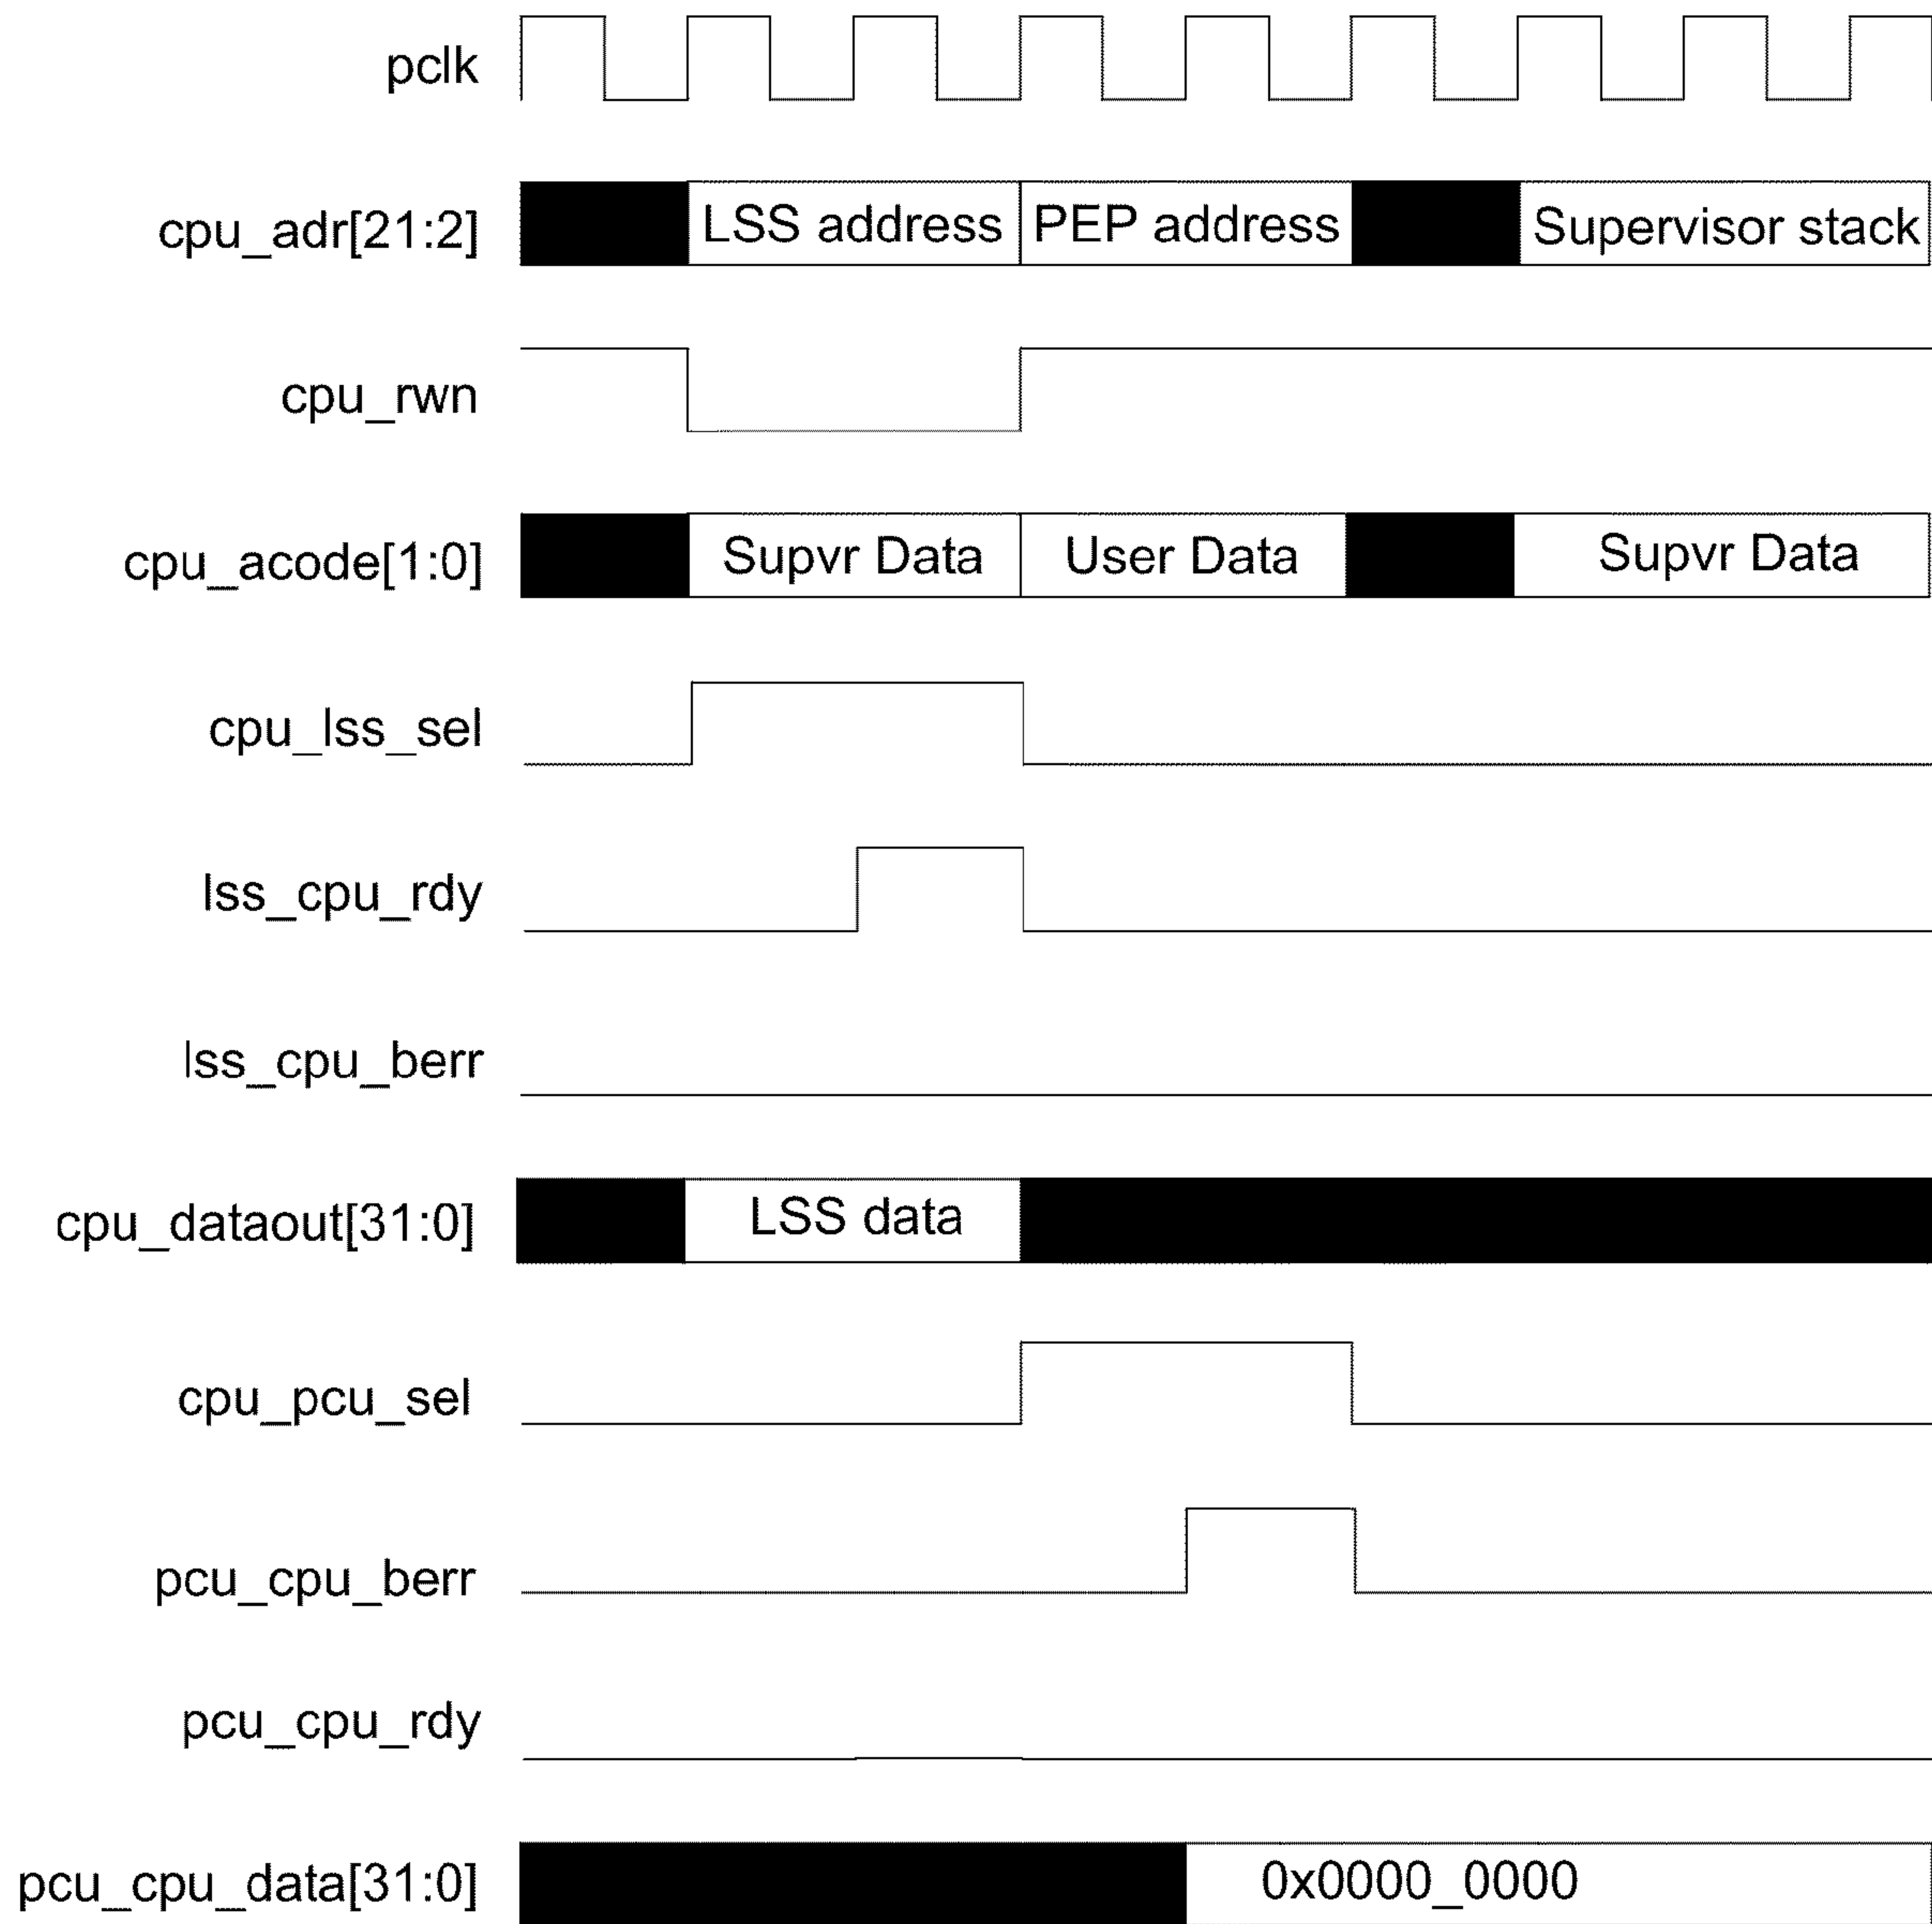 pclk
cpu_adr[21:2]
LSS address
PEP address
Supervisor stack
cpu_rwn
cpu_acode[1:0]
Supvr Data
User Data
Supvr Data
cpu_lss_sel
lss_cpu_rdy
lss_cpu_berr
cpu_dataout[31:0]
LSS data
cpu_pcu_sel
pcu_cpu_berr
pcu_cpu_rdy
pcu_cpu_data[31:0]
0x0000_0000